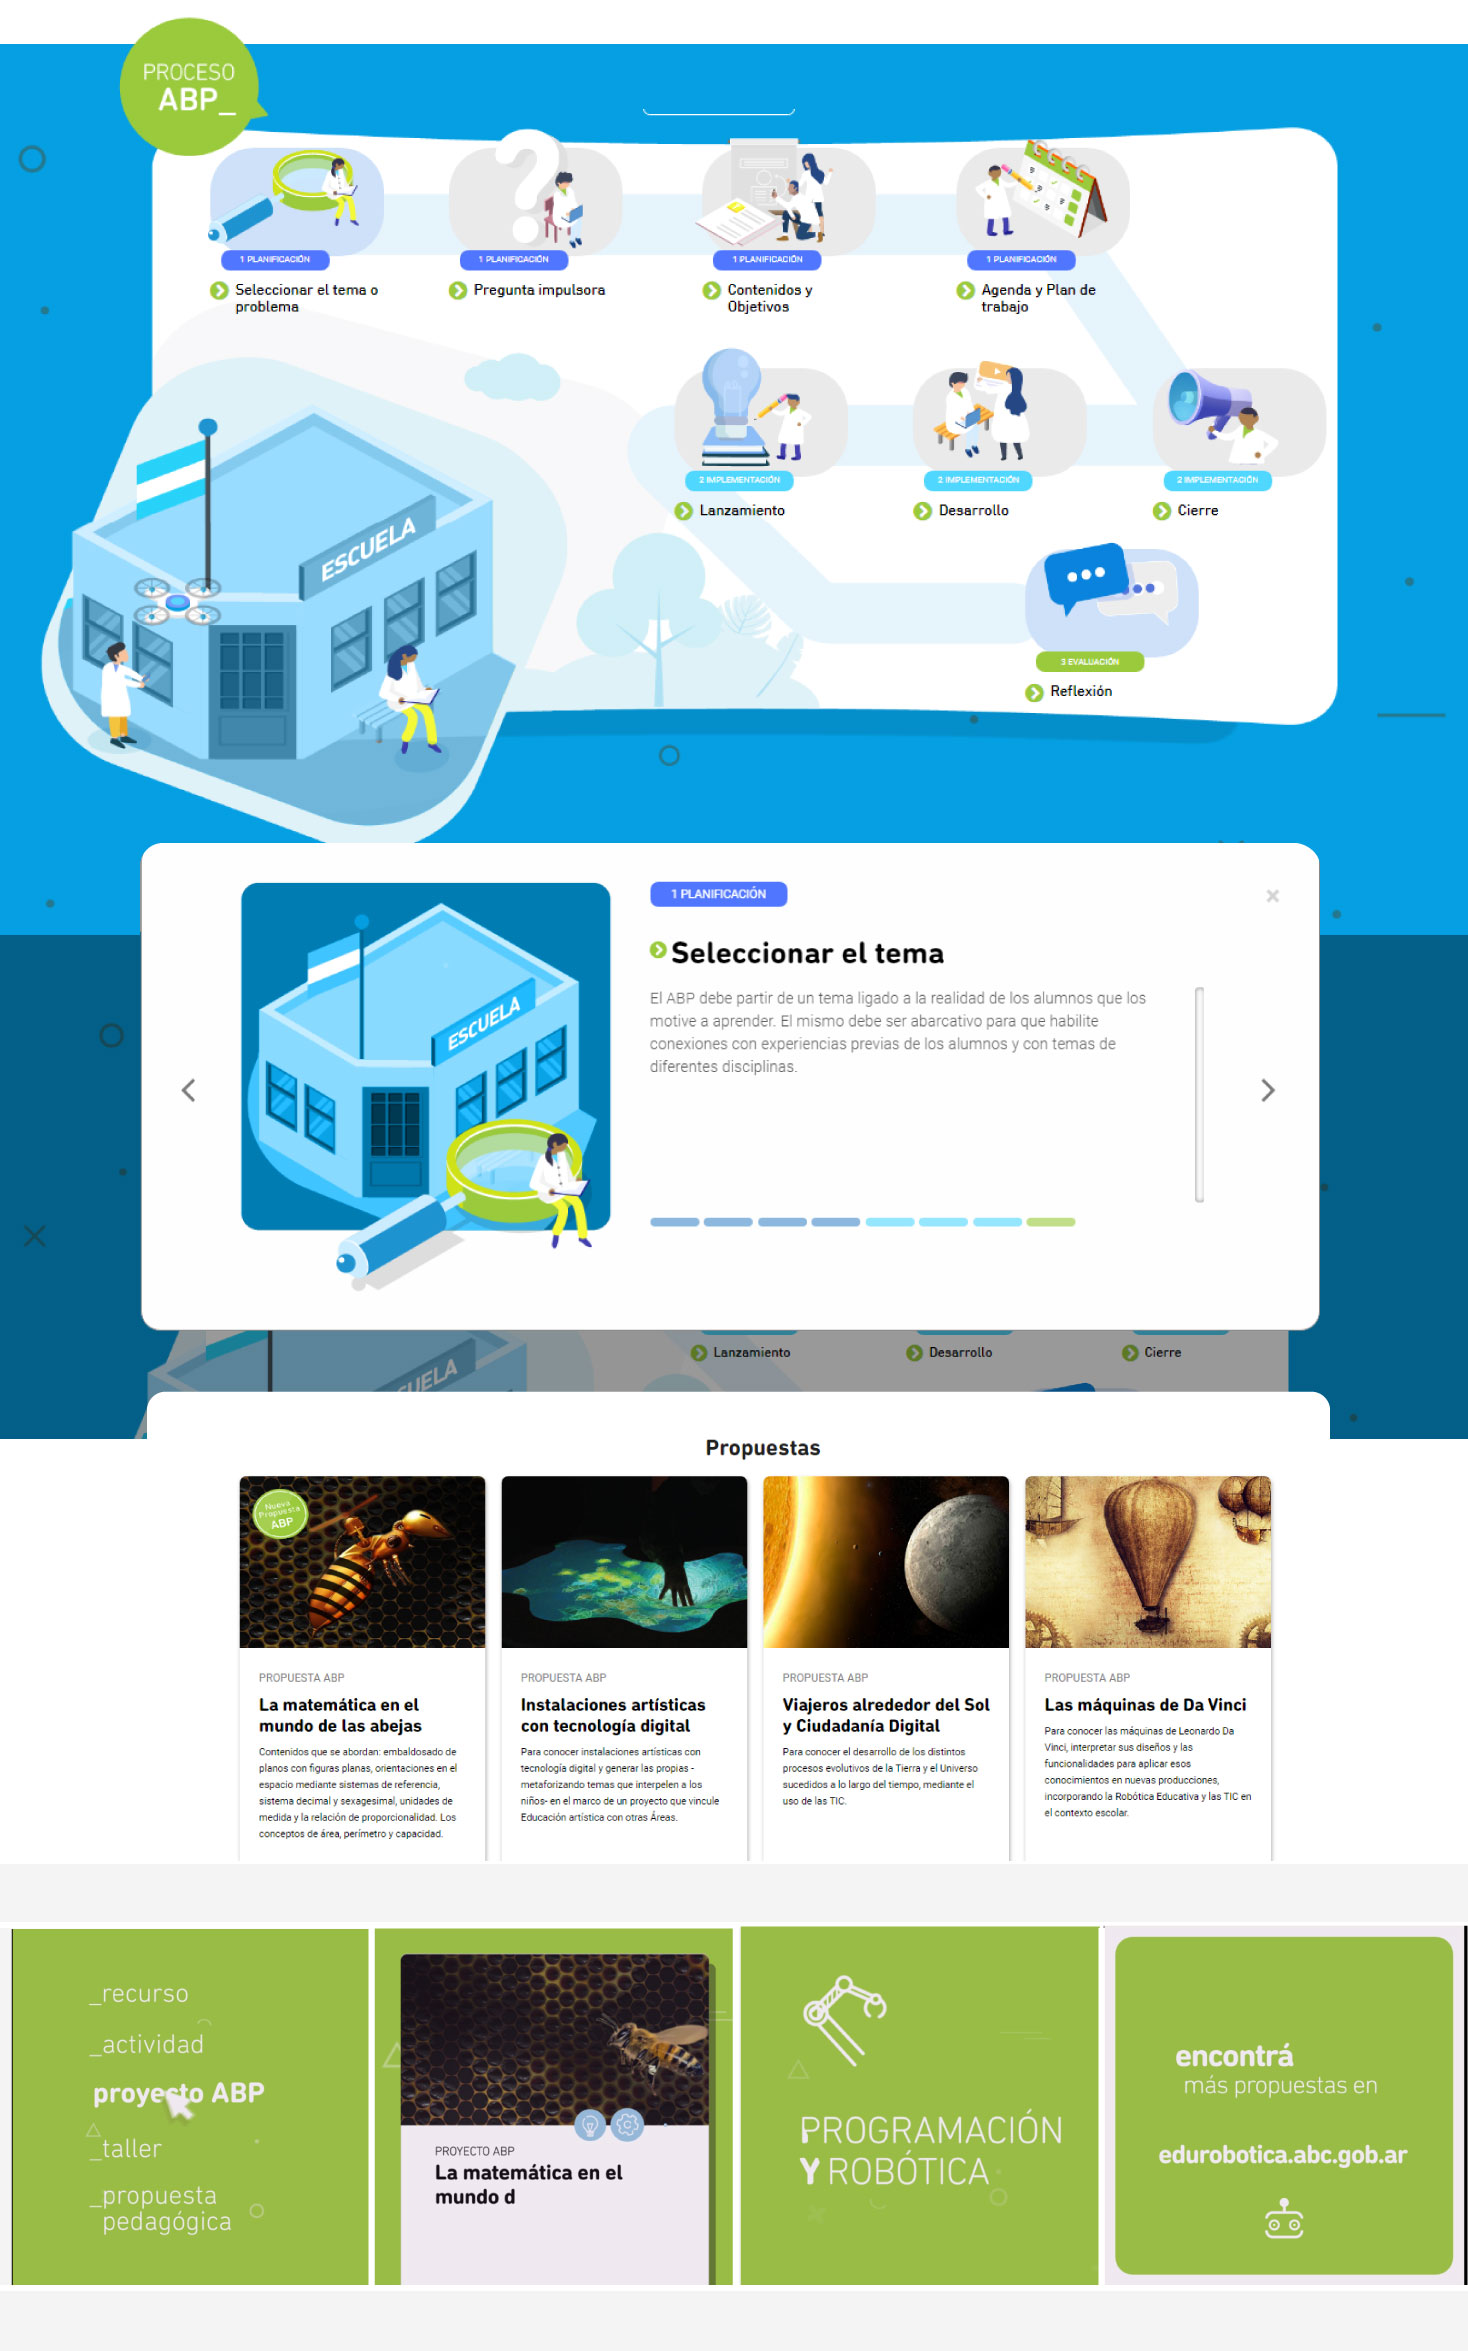 PROCESO
ABP_
1 PLANIFICACIÓN
Seleccionar el tema o
problema
1 PLANIFICACIÓN
Pregunta impulsora
1 PLANIFICACIÓN
Contenidos y
Objetivos
1 PLANIFICACIÓN
Agenda y Plan de
trabajo
2 IMPLEMENTACIÓN
Lanzamiento
2 IMPLEMENTACIÓN
Desarrollo
2 IMPLEMENTACIÓN
Cierre
ESCUELA
3 EVALUACIÓN
Reflexión
ESCUELA
1 PLANIFICACIÓN
Seleccionar el tema
El ABP debe partir de un tema ligado a la realidad de los alumnos que los
motive a aprender. El mismo debe ser abarcativo para que habilite
conexiones con experiencias previas de los alumnos y con temas de
diferentes disciplinas.
Lanzamiento
Desarrollo
Cierre
Propuestas
Nueva
Propuesta
ABP
PROPUESTA ABP
La matemática en el
mundo de las abejas
Contenidos que se abordan: embaldosado de
planos con figuras planas, orientaciones en el
espacio mediante sistemas de referencia,
sistema decimal y sexagesimal, unidades de
medida y la relación de proporcionalidad. Los
conceptos de área, perímetro y capacidad.
PROPUESTA ABP
Instalaciones artísticas
con tecnología digital
Para conocer instalaciones artísticas con
tecnología digital y generar las propias -
metaforizando temas que interpelen a los
niños- en el marco de un proyecto que vincule
Educación artística con otras Áreas.
PROPUESTA ABP
Viajeros alrededor del Sol
y Ciudadanía Digital
Para conocer el desarrollo de los distintos
procesos evolutivos de la Tierra y el Universo
sucedidos a lo largo del tiempo, mediante el
uso de las TIC.
PROPUESTA ABP
Las máquinas de Da Vinci
Para conocer las máquinas de Leonardo Da
Vinci, interpretar sus diseños y las
funcionalidades para aplicar esos
conocimientos en nuevas producciones,
incorporando la Robótica Educativa y las TIC en
el contexto escolar.
_recurso
_actividad
proyecto ABP
_taller
_propuesta
pedagógica
PROYECTO ABP
La matemática en el
mundo d
PROGRAMACIÓN
Y ROBÓTICA
encontrá
más propuestas en
edurobotica.abc.gob.ar